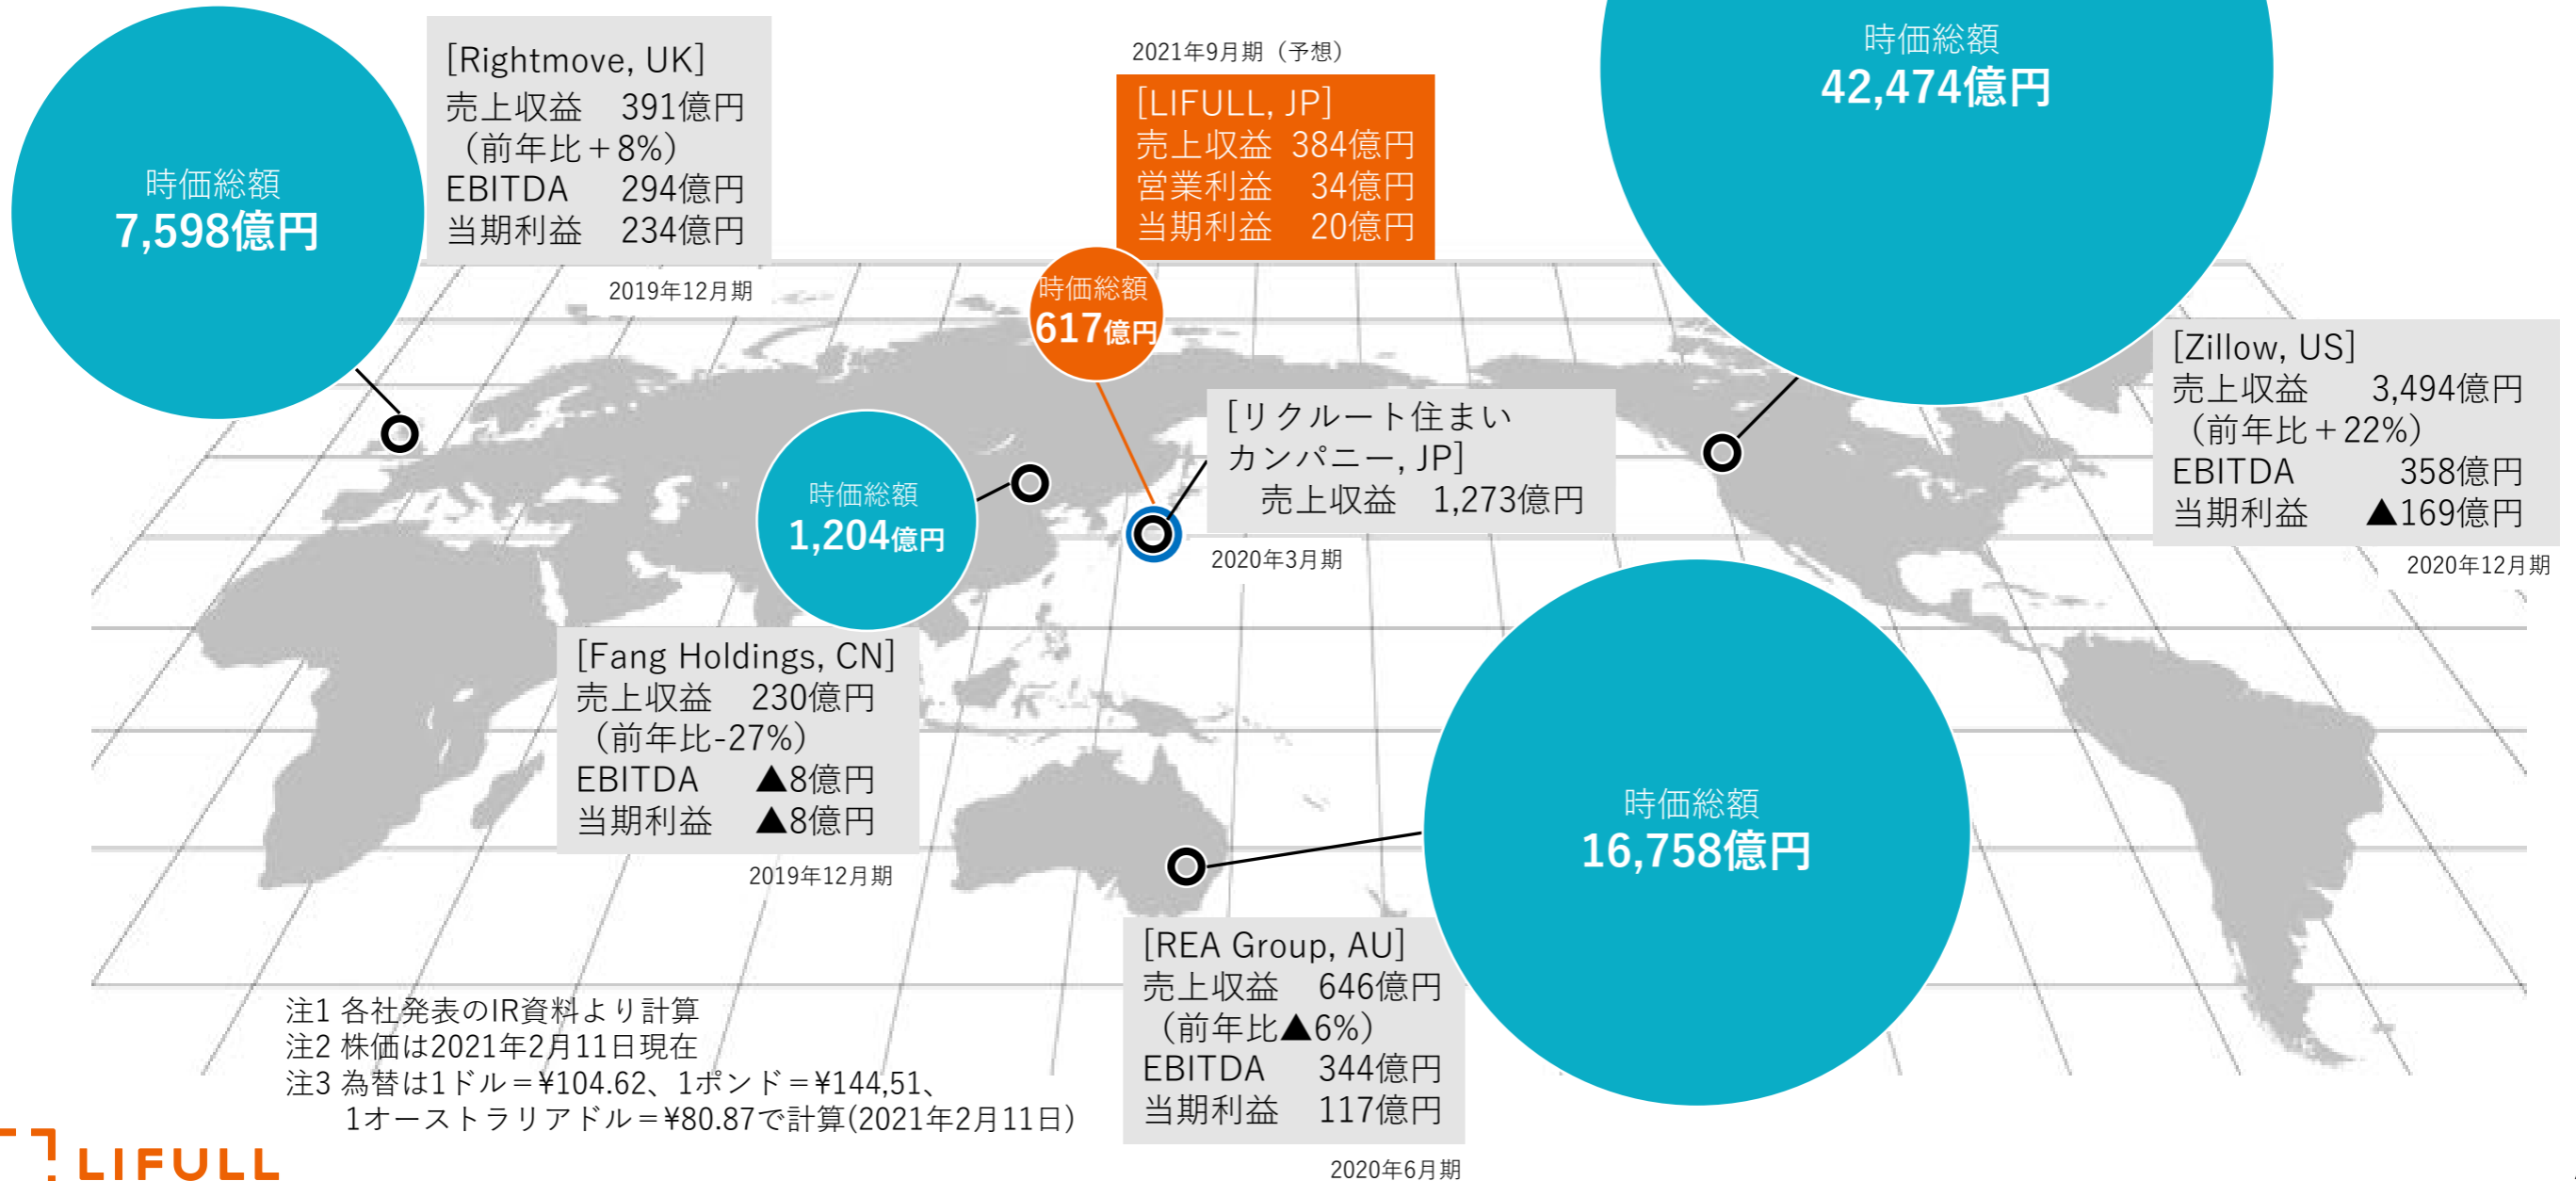 時価総額
7,598億円
[Rightmove, UK]
売上収益 391億円
（前年比＋8%）
EBITDA 294億円
当期利益 234億円
2019年12月期
2021年9月期（予想）
[LIFULL, JP]
売上収益 384億円
営業利益 34億円
当期利益 20億円
時価総額
617億円
時価総額
42,474億円
[Zillow, US]
売上収益 3,494億円
（前年比＋22%）
EBITDA 358億円
当期利益 ▲169億円
2020年12月期
[リクルート住まい
カンパニー, JP]
売上収益 1,273億円
2020年3月期
時価総額
1,204億円
[Fang Holdings, CN]
売上収益 230億円
（前年比-27%）
EBITDA ▲8億円
当期利益 ▲8億円
2019年12月期
時価総額
16,758億円
[REA Group, AU]
売上収益 646億円
（前年比▲6%）
EBITDA 344億円
当期利益 117億円
2020年6月期
注1 各社発表のIR資料より計算
注2 株価は2021年2月11日現在
注3 為替は1ドル＝¥104.62、1ポンド＝¥144,51、
1オーストラリアドル＝¥80.87で計算(2021年2月11日)
LIFULL